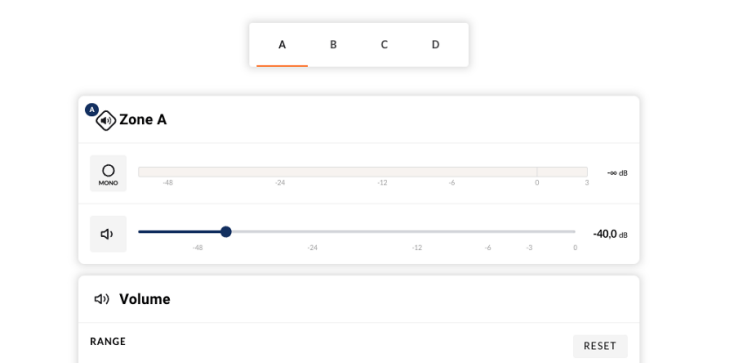 A B C D
A
Zone A
MONO
-∞ dB
-48 -24 -12 -6 0 3
-40,0 dB
-48 -24 -12 -6 -3 0
Volume
RANGE
RESET